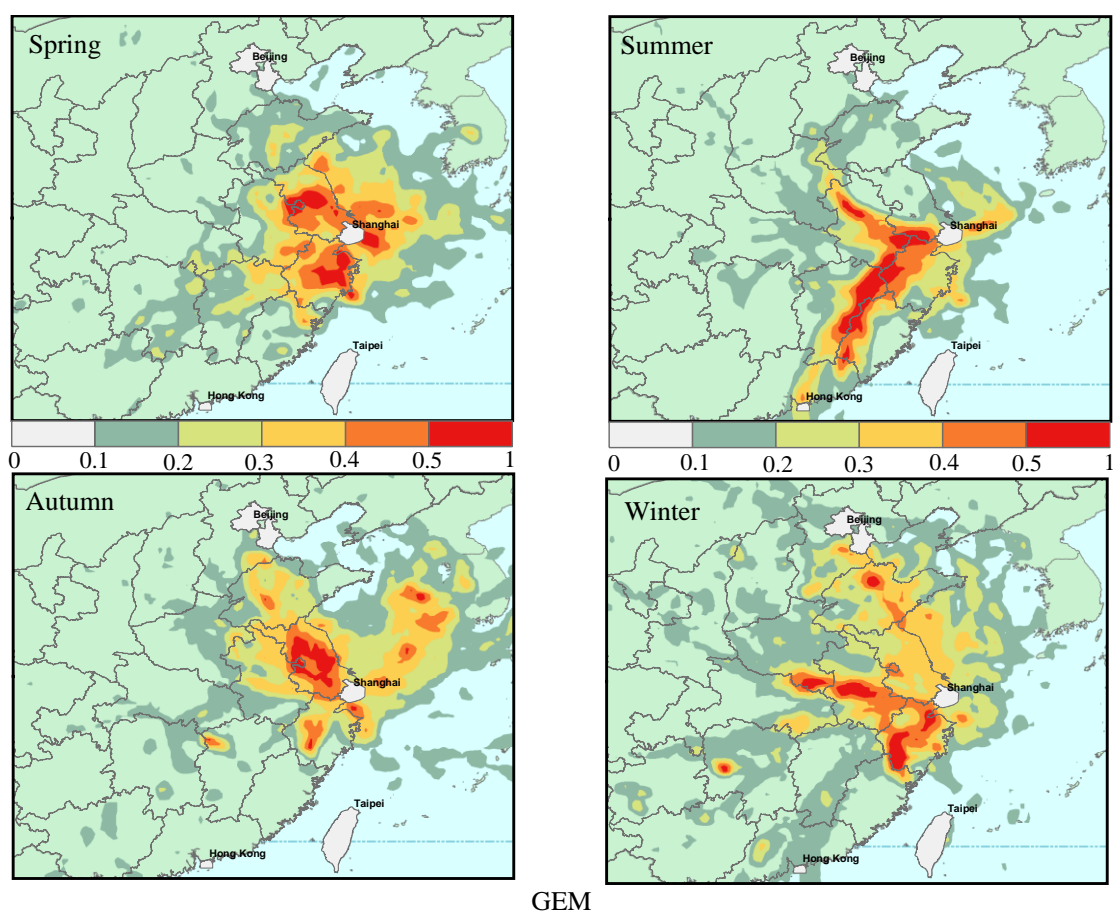 Spring
Beijing
Shanghai
Taipei
Hong Kong
Summer
Beijing
Shanghai
Taipei
Hong Kong
0 0.1 0.2 0.3 0.4 0.5 1
0 0.1 0.2 0.3 0.4 0.5 1
Autumn
Beijing
Shanghai
Taipei
Hong Kong
Winter
Beijing
Shanghai
Taipei
Hong Kong
GEM